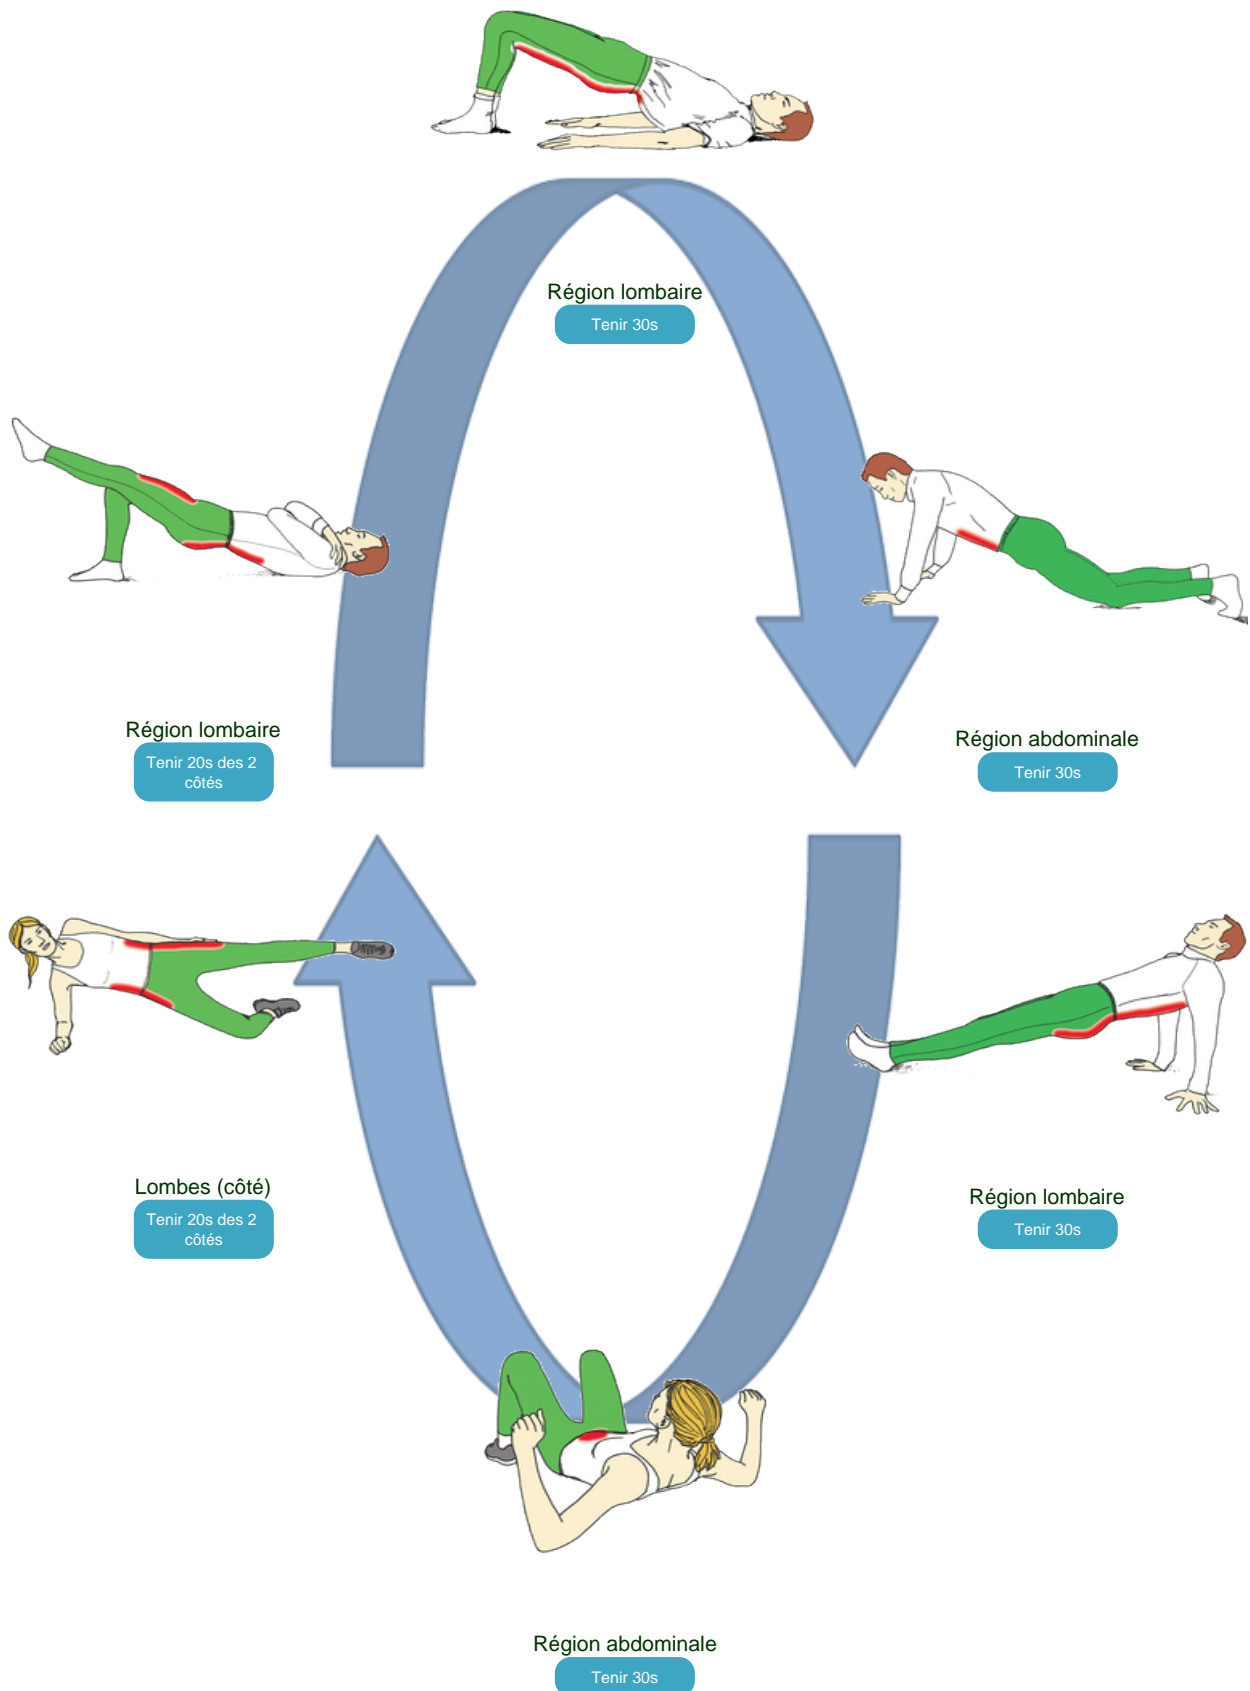 Région lombaire
Tenir 30s
Région lombaire
Tenir 20s des 2
côtés
Région abdominale
Tenir 30s
Lombes (côté)
Tenir 20s des 2
côtés
Région lombaire
Tenir 30s
Région abdominale
Tenir 30s